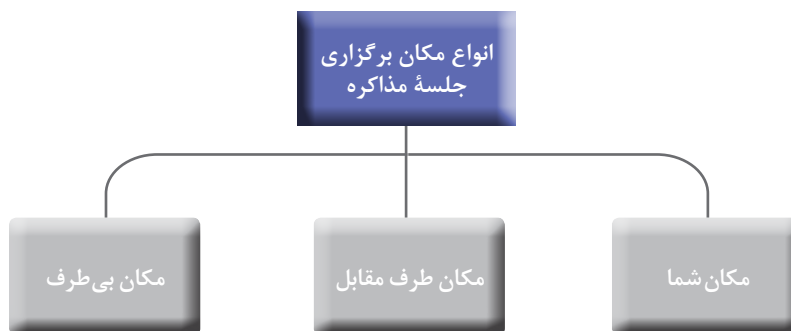 انواع مکان برگزاری
جلسهٔ مذاکره
مکان شما
مکان طرف مقابل
مکان بی‌طرف